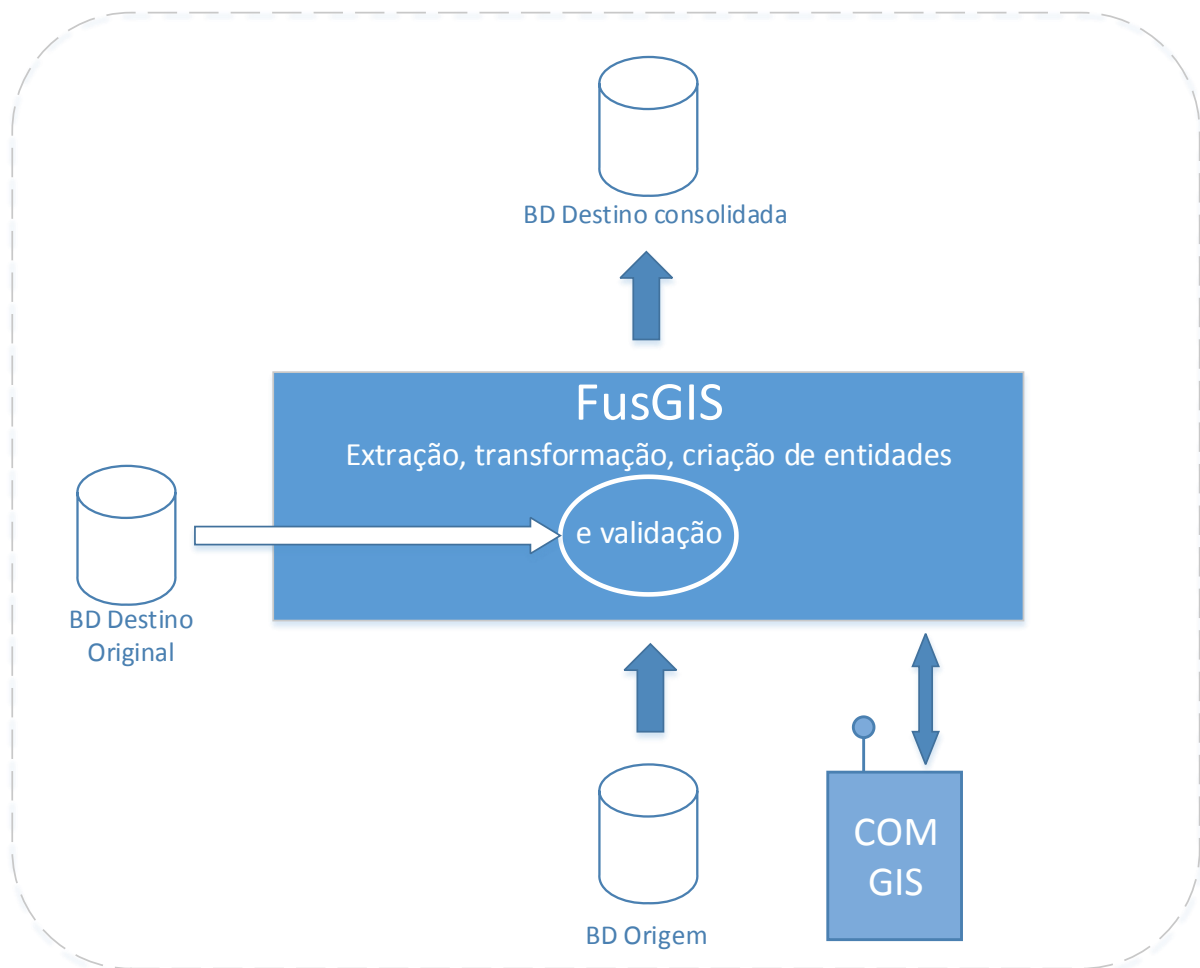 BD Destino consolidada
FusGIS
Extração, transformação, criação de entidades
e validação
BD Destino
Original
COM
GIS
BD Origem